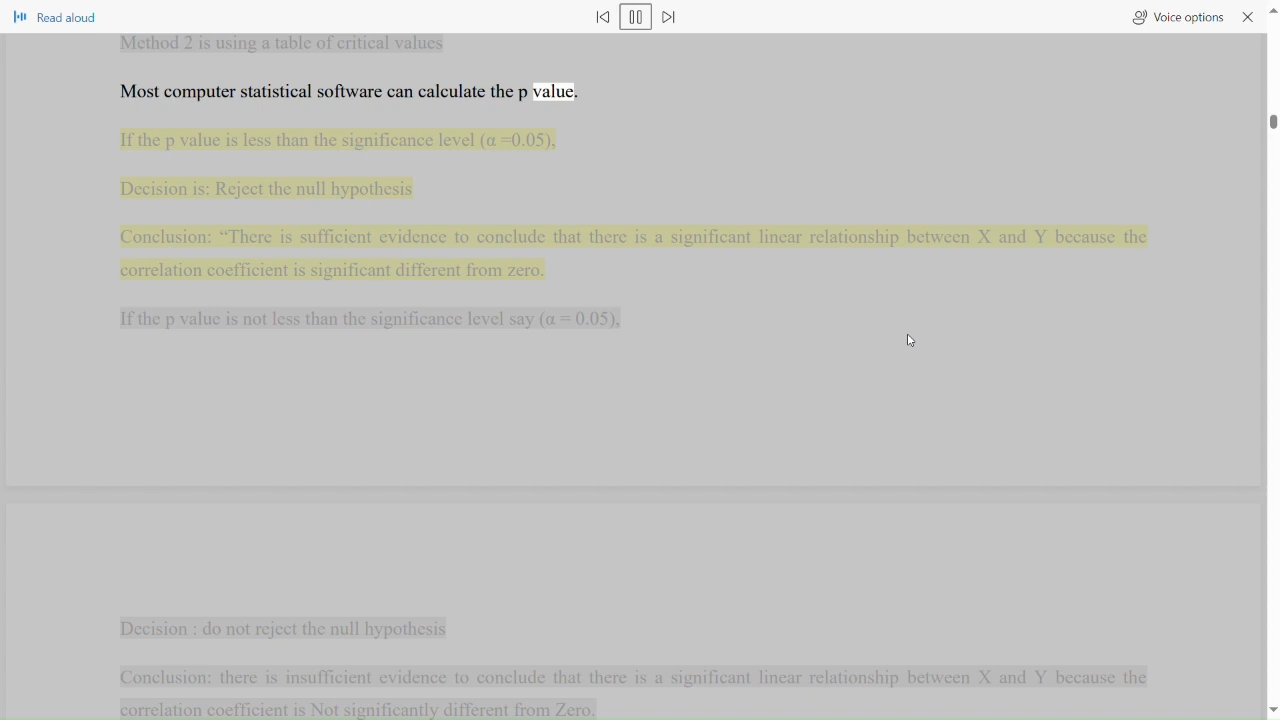 Read aloud
Voice options
Method 2 is using a table of critical values
Most computer statistical software can calculate the p value.
If the p value is less than the significance level (α =0.05),
Decision is: Reject the null hypothesis
Conclusion: “There is sufficient evidence to conclude that there is a significant linear relationship between X and Y because the
correlation coefficient is significant different from zero.
If the p value is not less than the significance level say (α = 0.05),
Decision : do not reject the null hypothesis
Conclusion: there is insufficient evidence to conclude that there is a significant linear relationship between X and Y because the
correlation coefficient is Not significantly different from Zero.